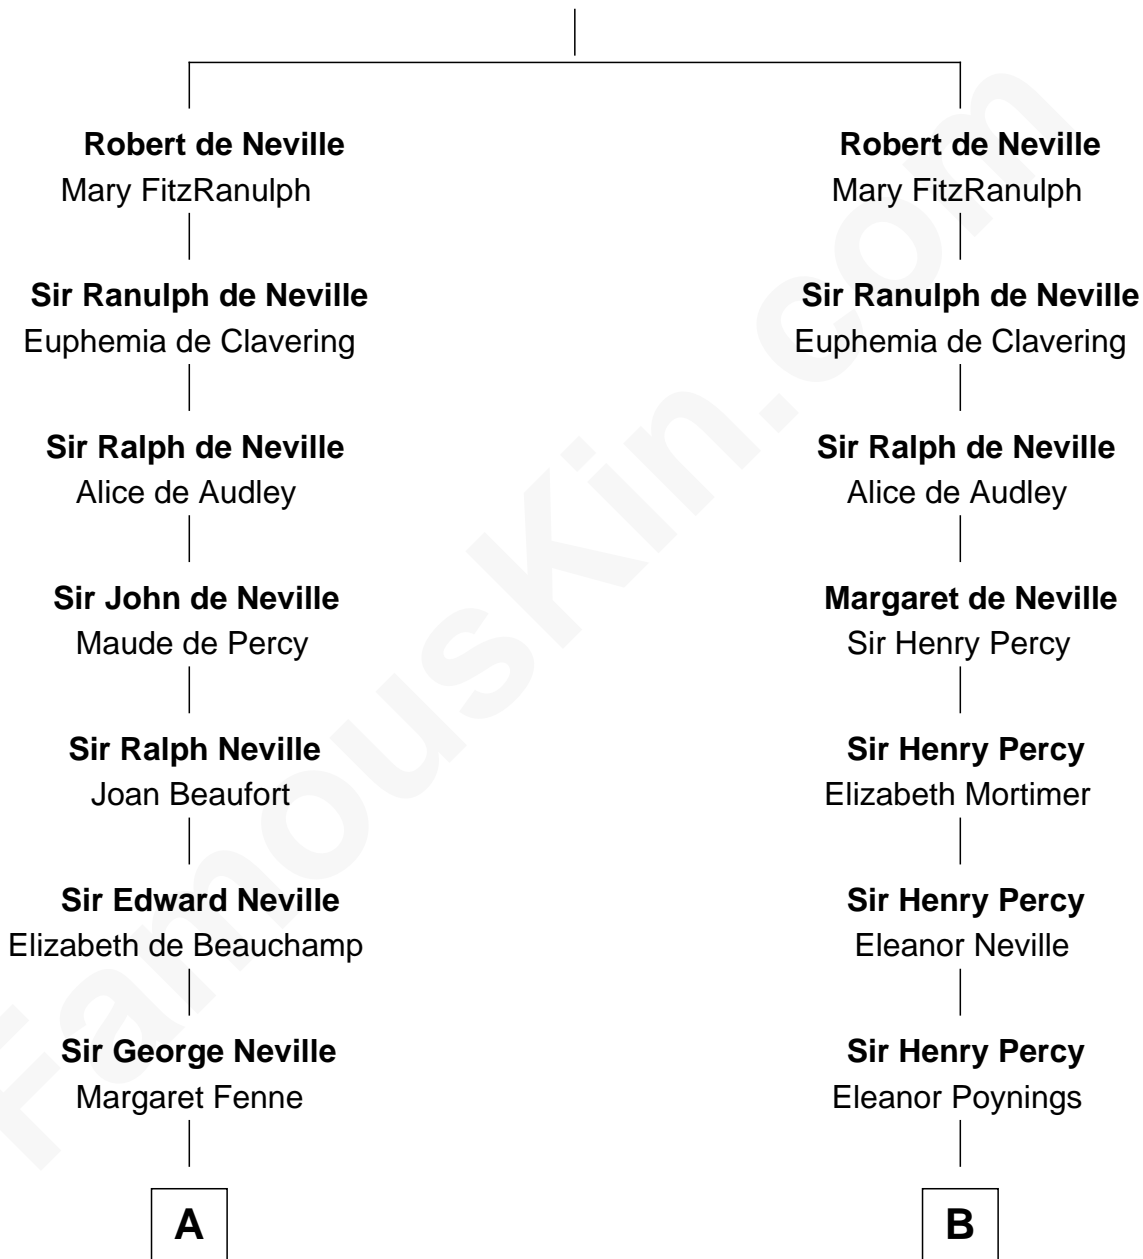 Robert de Neville
Mary FitzRanulph
Sir Ranulph de Neville
Euphemia de Clavering
Sir Ralph de Neville
Alice de Audley
Sir John de Neville
Maude de Percy
Sir Ralph Neville
Joan Beaufort
Sir Edward Neville
Elizabeth de Beauchamp
Sir George Neville
Margaret Fenne
A
Robert de Neville
Mary FitzRanulph
Sir Ranulph de Neville
Euphemia de Clavering
Sir Ralph de Neville
Alice de Audley
Margaret de Neville
Sir Henry Percy
Sir Henry Percy
Elizabeth Mortimer
Sir Henry Percy
Eleanor Neville
Sir Henry Percy
Eleanor Poynings
B
FamousKin.com